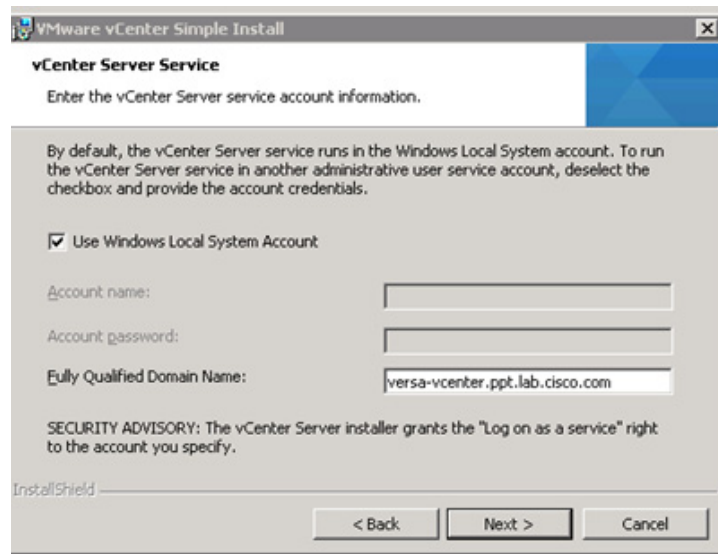 VMware vCenter Simple Install
vCenter Server Service
Enter the vCenter Server service account information.
By default, the vCenter Server service runs in the Windows Local System account. To run
the vCenter Server service in another administrative user service account, deselect the
checkbox and provide the account credentials.
Use Windows Local System Account
Account name:
Account password:
Fully Qualified Domain Name:
versa-vcenter.ppt.lab.cisco.com
SECURITY ADVISORY: The vCenter Server installer grants the "Log on as a service" right
to the account you specify.
InstallShield
< Back
Next >
Cancel